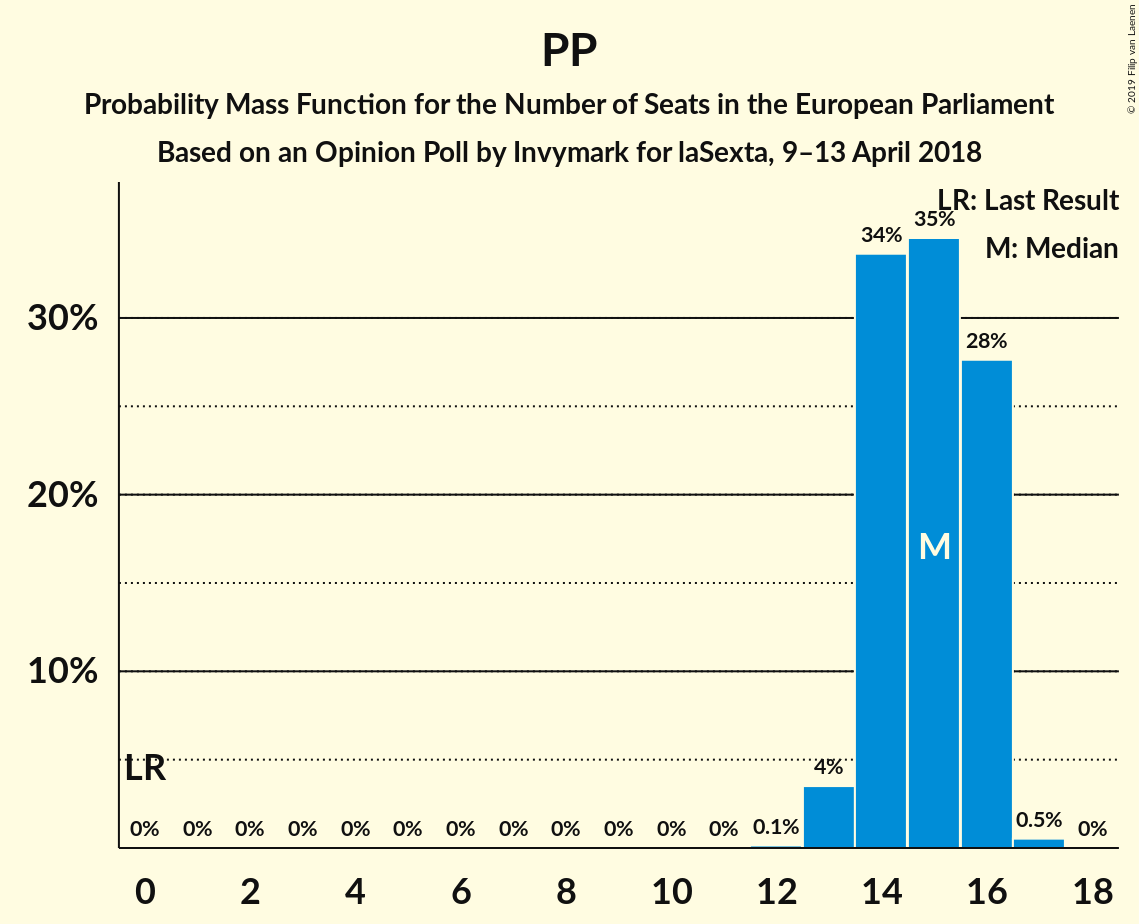 PP
Probability Mass Function for the Number of Seats in the European Parliament
Based on an Opinion Poll by Invymark for laSexta, 9–13 April 2018
© 2019 Filip van Laenen
LR: Last Result
M: Median
35%
34%
30%
28%
20%
M
10%
LR
4%
0% 0% 0% 0% 0% 0% 0% 0% 0% 0% 0% 0% 0.1% 0.5% 0%
0 2 4 6 8 10 12 14 16 18